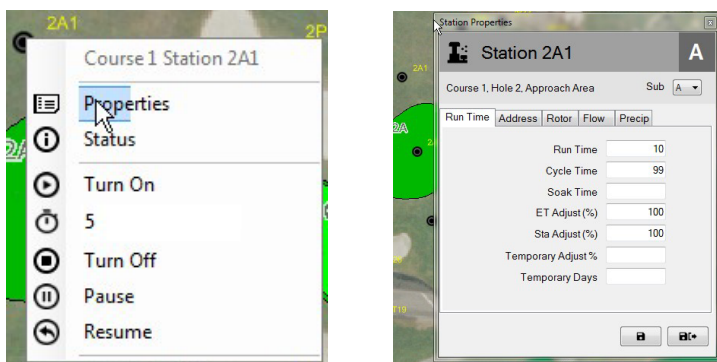 2A1
2P
Course 1 Station 2A1
Properties
Status
2A
Turn On
5
Turn Off
Pause
Resume
Station Properties
Station 2A1
A
2A1
Course 1, Hole 2, Approach Area
Sub
A
Run Time
Address
Rotor
Flow
Precip
2A
Run Time 10
Cycle Time 99
Soak Time
ET Adjust (%) 100
Sta Adjust (%) 100
Temporary Adjust %
Temporary Days
T19